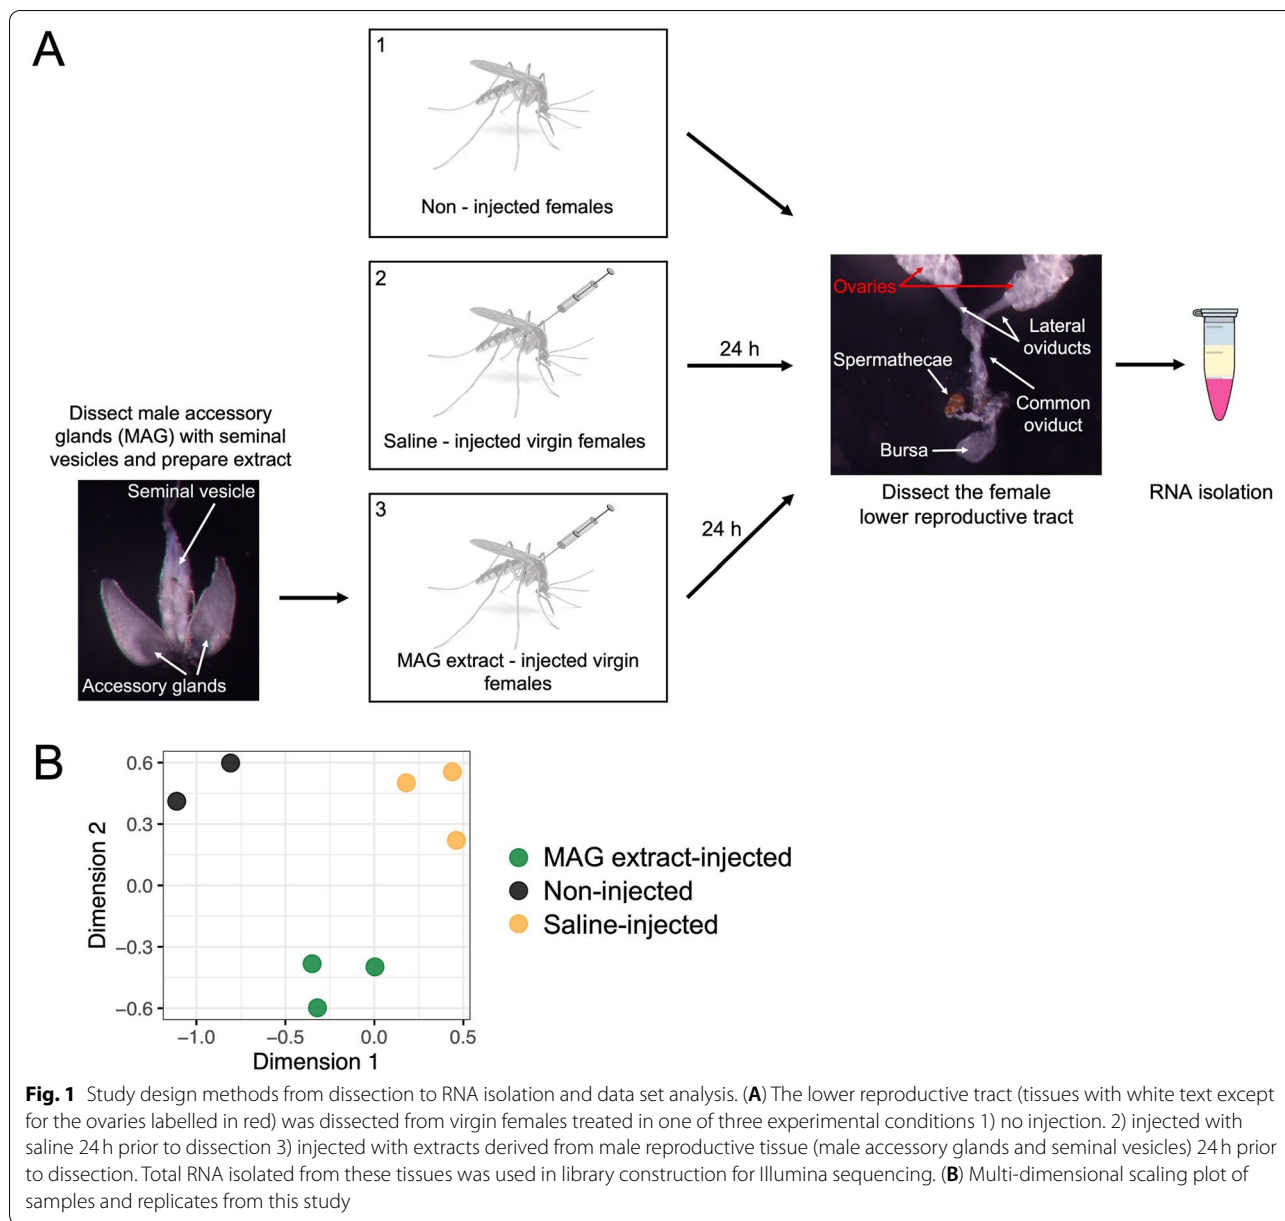 A
1
Non - injected females
2
Saline - injected virgin females
24 h
Dissect male accessory
glands (MAG) with seminal
vesicles and prepare extract
Seminal vesicle
Accessory glands
3
MAG extract - injected virgin
females
24 h
Ovaries
Lateral
oviducts
Spermathecae
Common
oviduct
Bursa
Dissect the female
lower reproductive tract
RNA isolation
B
0.6
0.3
0.0
−0.3
−0.6
Dimension 2
−1.0 −0.5 0.0 0.5
Dimension 1
MAG extract-injected
Non-injected
Saline-injected
Fig. 1 Study design methods from dissection to RNA isolation and data set analysis. (A) The lower reproductive tract (tissues with white text except
for the ovaries labelled in red) was dissected from virgin females treated in one of three experimental conditions 1) no injection. 2) injected with
saline 24 h prior to dissection 3) injected with extracts derived from male reproductive tissue (male accessory glands and seminal vesicles) 24 h prior
to dissection. Total RNA isolated from these tissues was used in library construction for Illumina sequencing. (B) Multi-dimensional scaling plot of
samples and replicates from this study